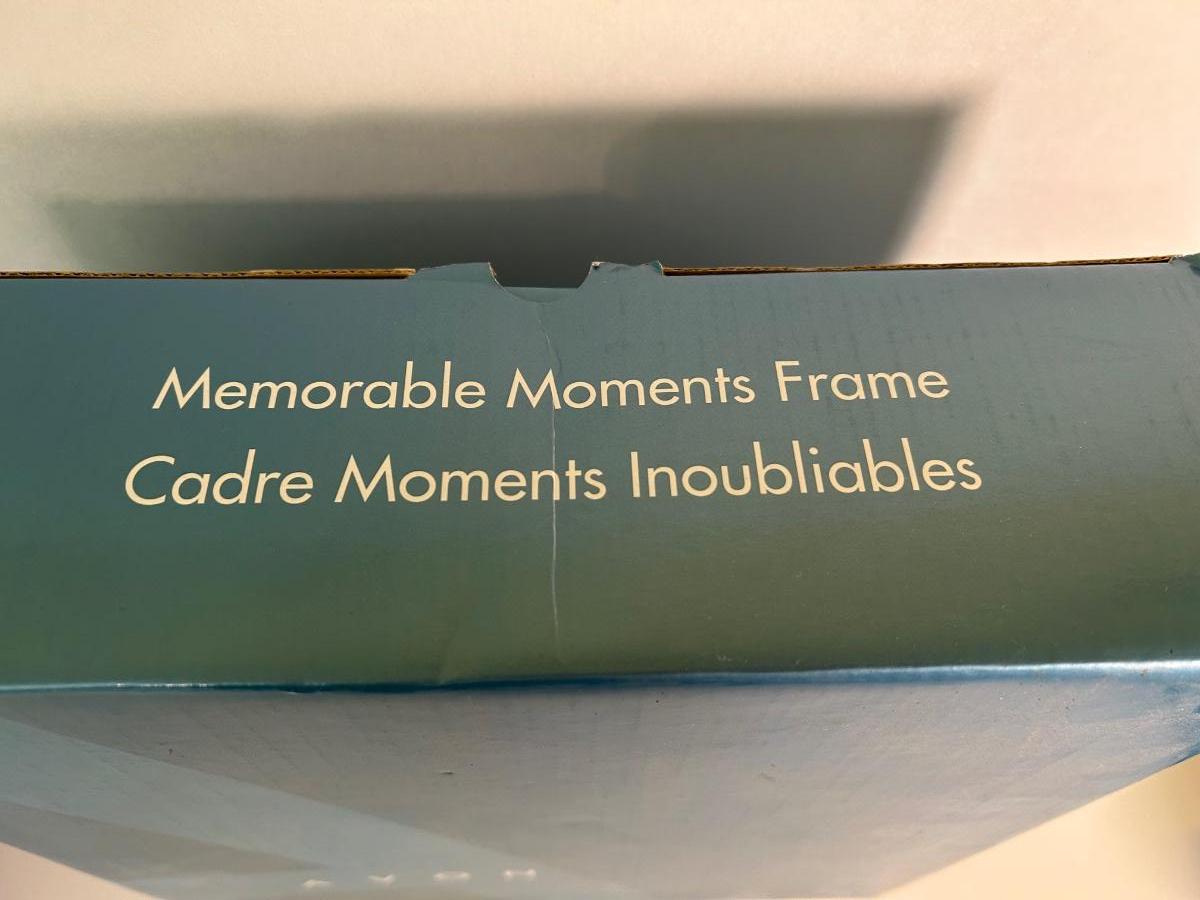 Memorable Moments Frame
Cadre Moments Inoubliables